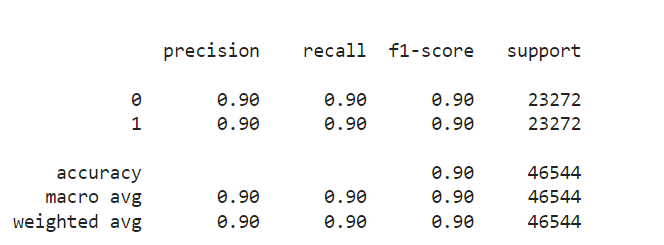 precision recall f1-score support
0 0.90 0.90 0.90 23272
1 0.90 0.90 0.90 23272
accuracy 0.90 46544
macro avg 0.90 0.90 0.90 46544
weighted avg 0.90 0.90 0.90 46544